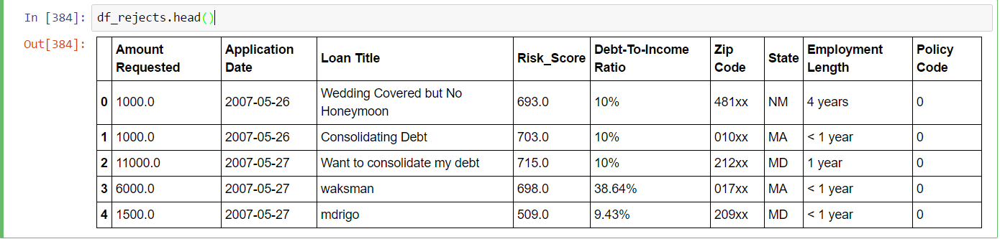 In [384]: df_rejects.head()
Out[384]:
Amount Requested Application Date Loan Title Risk_Score Debt-To-Income Ratio Zip Code State Employment Length Policy Code
0 1000.0 2007-05-26 Wedding Covered but No Honeymoon 693.0 10% 481xx NM 4 years 0
1 1000.0 2007-05-26 Consolidating Debt 703.0 10% 010xx MA < 1 year 0
2 11000.0 2007-05-27 Want to consolidate my debt 715.0 10% 212xx MD 1 year 0
3 6000.0 2007-05-27 waksman 698.0 38.64% 017xx MA < 1 year 0
4 1500.0 2007-05-27 mdrigo 509.0 9.43% 209xx MD < 1 year 0